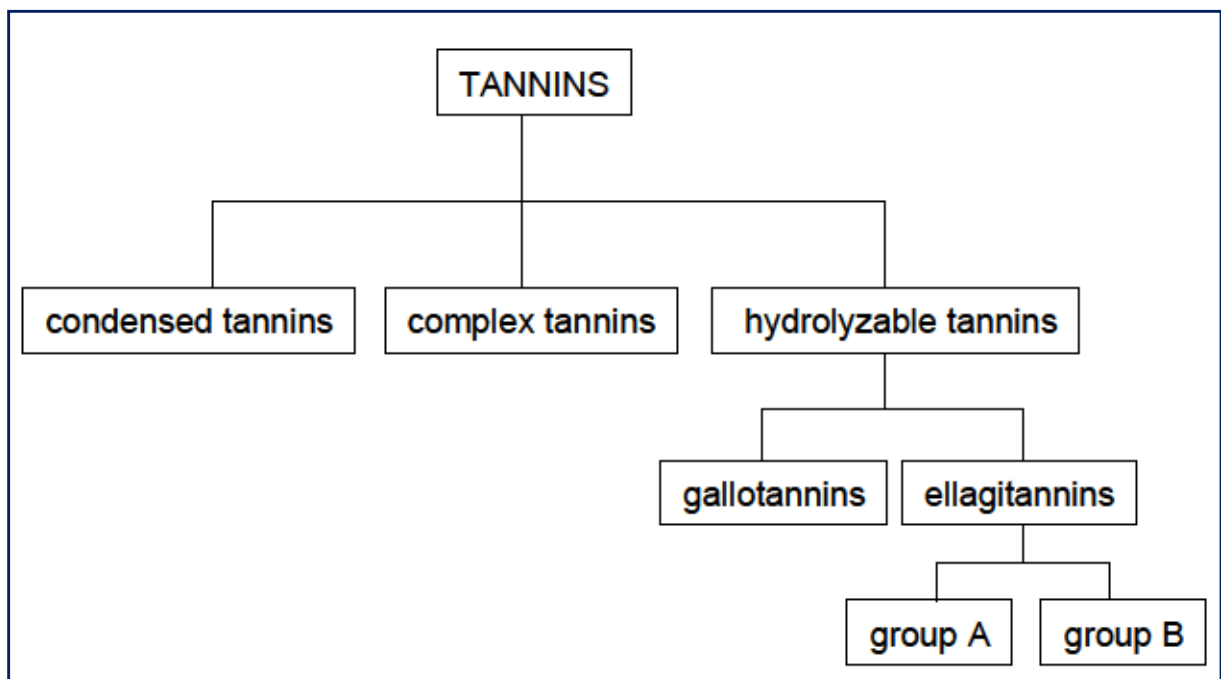 TANNINS
condensed tannins
complex tannins
hydrolyzable tannins
gallotannins
ellagitannins
group A
group B